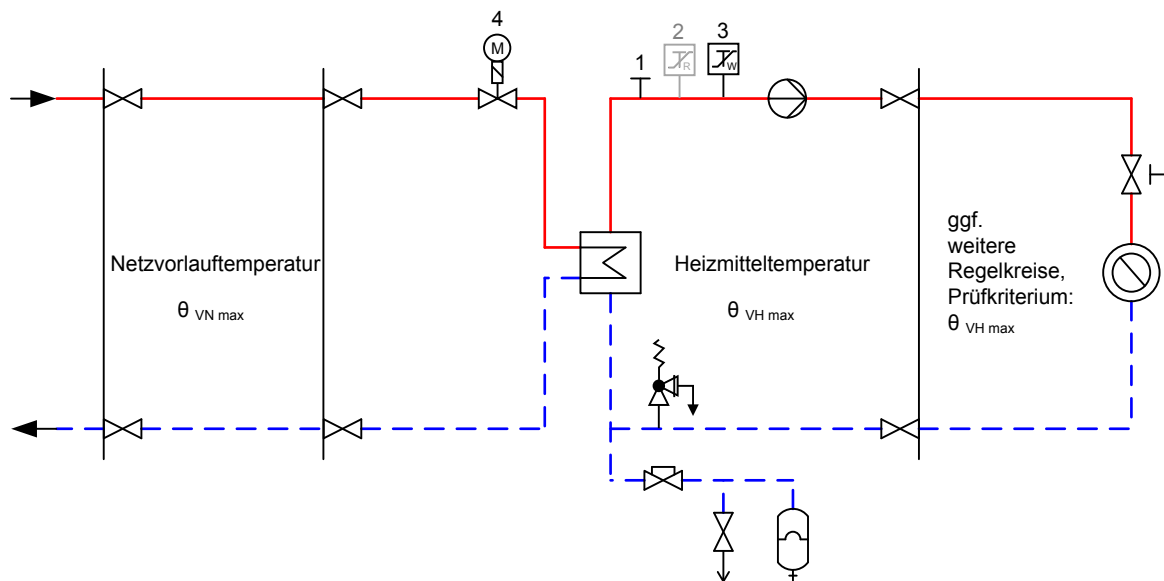 4
M
1
2
R
3
W
Netzvorlauftemperatur
θ VN max
Heizmitteltemperatur
θ VH max
ggf.
weitere
Regelkreise,
Prüfkriterium:
θ VH max